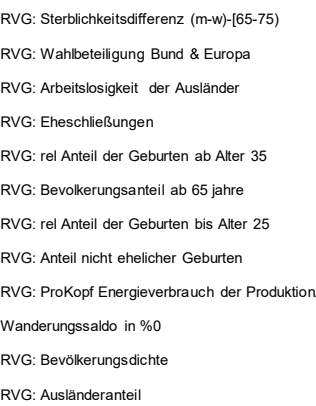 RVG: Sterblichkeitsdifferenz (m-w)-[65-75)
RVG: Wahlbeteiligung Bund & Europa
RVG: Arbeitslosigkeit der Ausländer
RVG: Eheschließungen
RVG: rel Anteil der Geburten ab Alter 35
RVG: Bevolkerungsanteil ab 65 jahre
RVG: rel Anteil der Geburten bis Alter 25
RVG: Anteil nicht ehelicher Geburten
RVG: ProKopf Energieverbrauch der Produktion
Wanderungssaldo in %0
RVG: Bevölkerungsdichte
RVG: Ausländeranteil